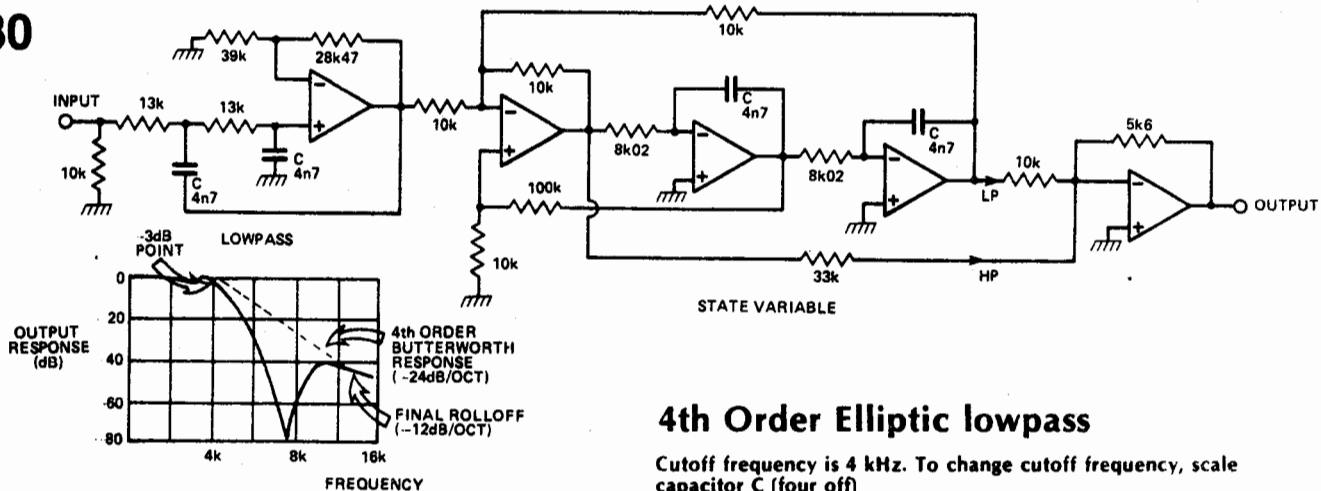 30
39k
28k47
INPUT
13k
13k
10k
C
4n7
C
4n7
LOWPASS
10k
10k
10k
100k
10k
8k02
C
4n7
8k02
C
4n7
LP
10k
5k6
OUTPUT
33k
HP
STATE VARIABLE
-3dB
POINT
OUTPUT
RESPONSE
(dB)
0
20
40
-60
80
4k
8k
16k
FREQUENCY
4th ORDER
BUTTERWORTH
RESPONSE
(-24dB/OCT)
FINAL ROLLOFF
(-12dB/OCT)
4th Order Elliptic lowpass
Cutoff frequency is 4 kHz. To change cutoff frequency, scale
capacitor C (four off)